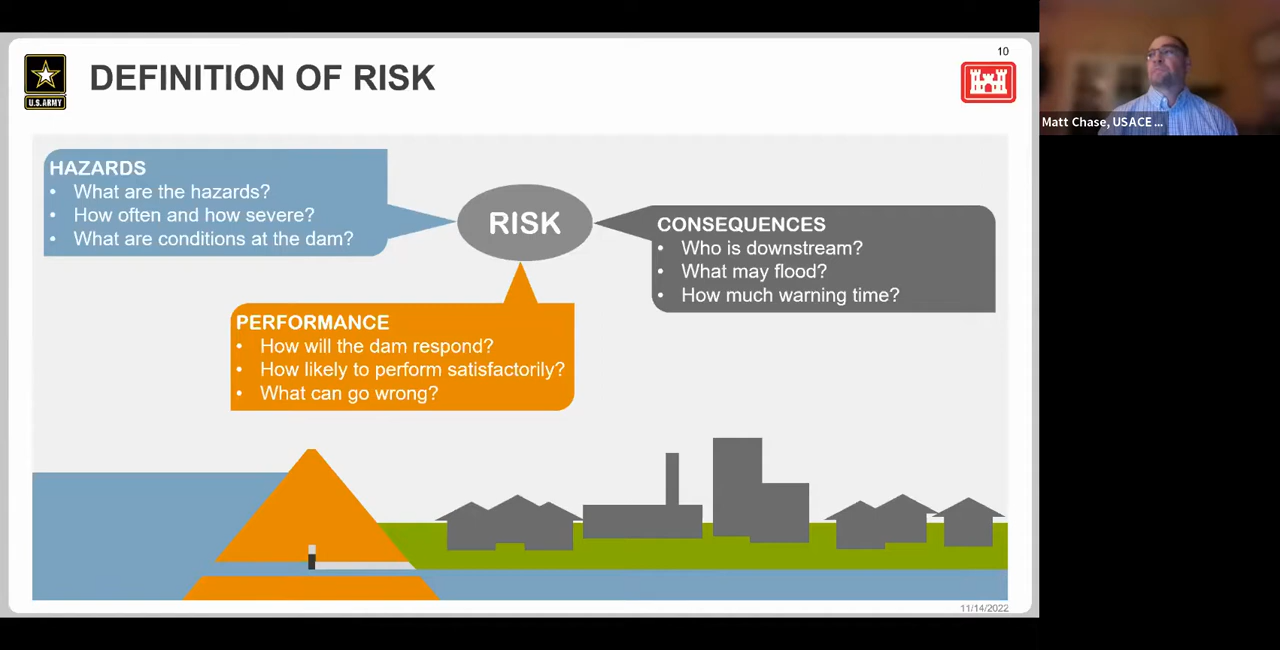 10
DEFINITION OF RISK
U.S.ARMY
Matt Chase, USACE ...
HAZARDS
• What are the hazards?
• How often and how severe?
• What are conditions at the dam?
RISK
CONSEQUENCES
• Who is downstream?
• What may flood?
• How much warning time?
PERFORMANCE
• How will the dam respond?
• How likely to perform satisfactorily?
• What can go wrong?
11/14/2022